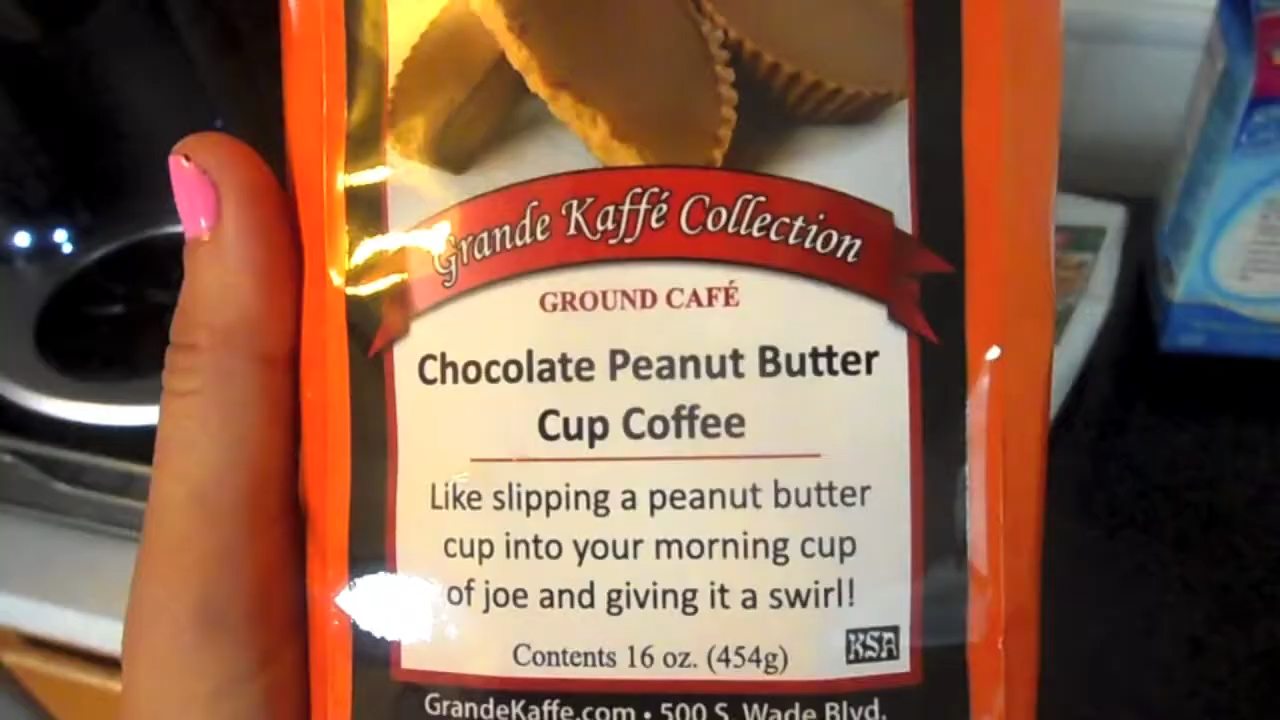 Grande Kaffé Collection
GROUND CAFÉ
Chocolate Peanut Butter
Cup Coffee
Like slipping a peanut butter
cup into your morning cup
of joe and giving it a swirl!
Contents 16 oz. (454g)
KSA
GrandeKaffe.com • 500 S. Wade Blvd.